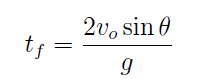 t_f = \frac{2v_o \sin \theta}{g}